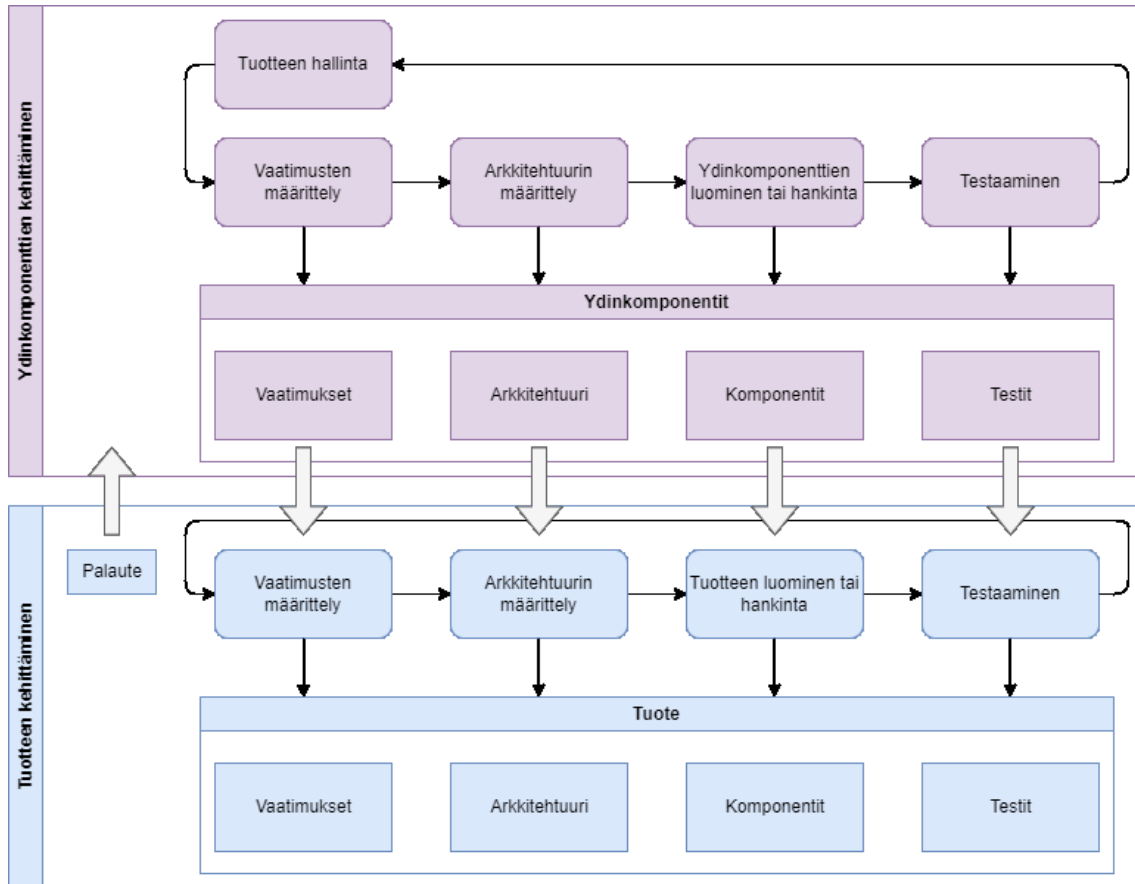 Ydinkomponenttien kehittäminen
Tuotteen hallinta
Vaatimusten
määrittely
Arkkitehtuurin
määrittely
Ydinkomponenttien
luominen tai hankinta
Testaaminen
Ydinkomponentit
Vaatimukset
Arkkitehtuuri
Komponentit
Testit
Tuotteen kehittäminen
Palaute
Vaatimusten
määrittely
Arkkitehtuurin
määrittely
Tuotteen luominen tai
hankinta
Testaaminen
Tuote
Vaatimukset
Arkkitehtuuri
Komponentit
Testit